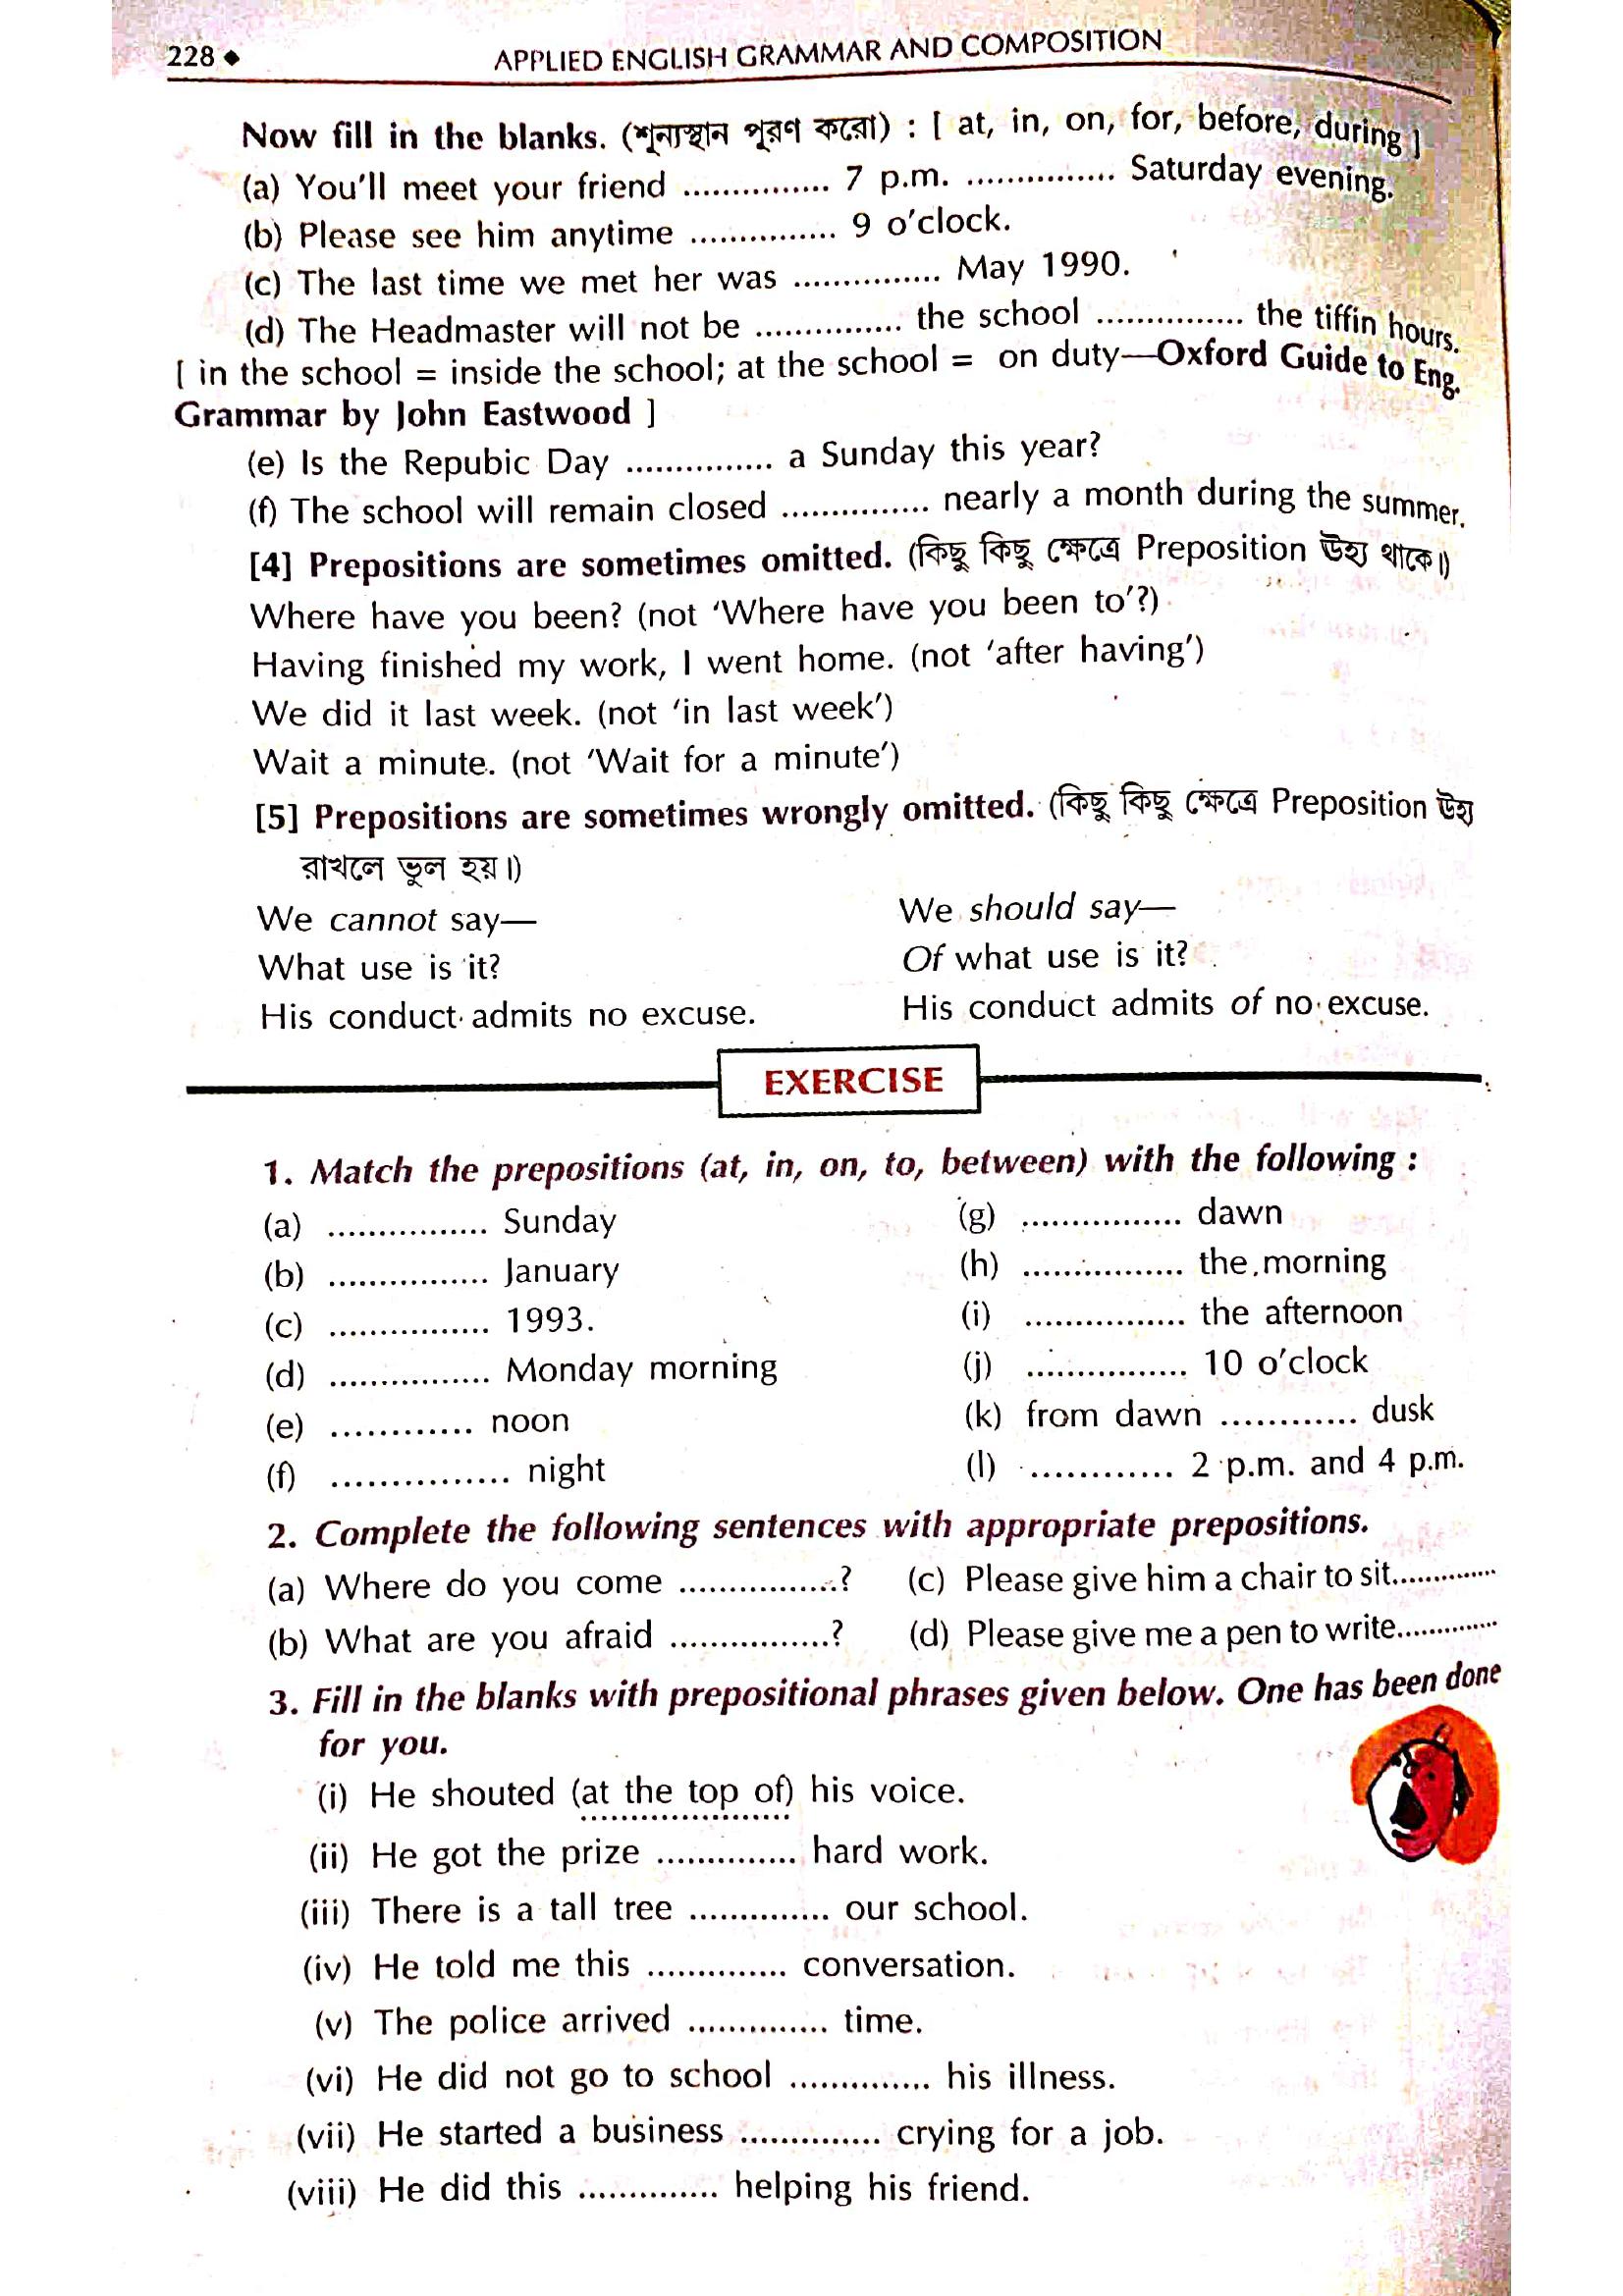 228 ◆ APPLIED ENGLISH GRAMMAR AND COMPOSITION
Now fill in the blanks. (শূন্যস্থান পূরণ করো) : [ at, in, on, for, before, during ]
(a) You'll meet your friend ............... 7 p.m. ............... Saturday evening.
(b) Please see him anytime ............... 9 o'clock.
(c) The last time we met her was ............... May 1990.
(d) The Headmaster will not be ............... the school ............... the tiffin hours.
[ in the school = inside the school; at the school = on duty—Oxford Guide to Eng.
Grammar by John Eastwood ]
(e) Is the Repubic Day ............... a Sunday this year?
(f) The school will remain closed ............... nearly a month during the summer.
[4] Prepositions are sometimes omitted. (কিছু কিছু ক্ষেত্রে Preposition উহ্য থাকে।)
Where have you been? (not 'Where have you been to'?)
Having finished my work, I went home. (not 'after having')
We did it last week. (not 'in last week')
Wait a minute. (not 'Wait for a minute')
[5] Prepositions are sometimes wrongly omitted. (কিছু কিছু ক্ষেত্রে Preposition উহ্য
রাখলে ভুল হয়।)
We cannot say— We should say—
What use is it? Of what use is it?
His conduct admits no excuse. His conduct admits of no excuse.
EXERCISE
1. Match the prepositions (at, in, on, to, between) with the following :
(a) ................ Sunday (g) ................ dawn
(b) ................ January (h) ................ the morning
(c) ................ 1993. (i) ................ the afternoon
(d) ................ Monday morning (j) ................ 10 o'clock
(e) .............. noon (k) from dawn .............. dusk
(f) .................. night (l) .............. 2 p.m. and 4 p.m.
2. Complete the following sentences with appropriate prepositions.
(a) Where do you come ................? (c) Please give him a chair to sit..............
(b) What are you afraid ................? (d) Please give me a pen to write..............
3. Fill in the blanks with prepositional phrases given below. One has been done
for you.
(i) He shouted (at the top of) his voice.
(ii) He got the prize .............. hard work.
(iii) There is a tall tree .............. our school.
(iv) He told me this .............. conversation.
(v) The police arrived .............. time.
(vi) He did not go to school .............. his illness.
(vii) He started a business .............. crying for a job.
(viii) He did this .............. helping his friend.